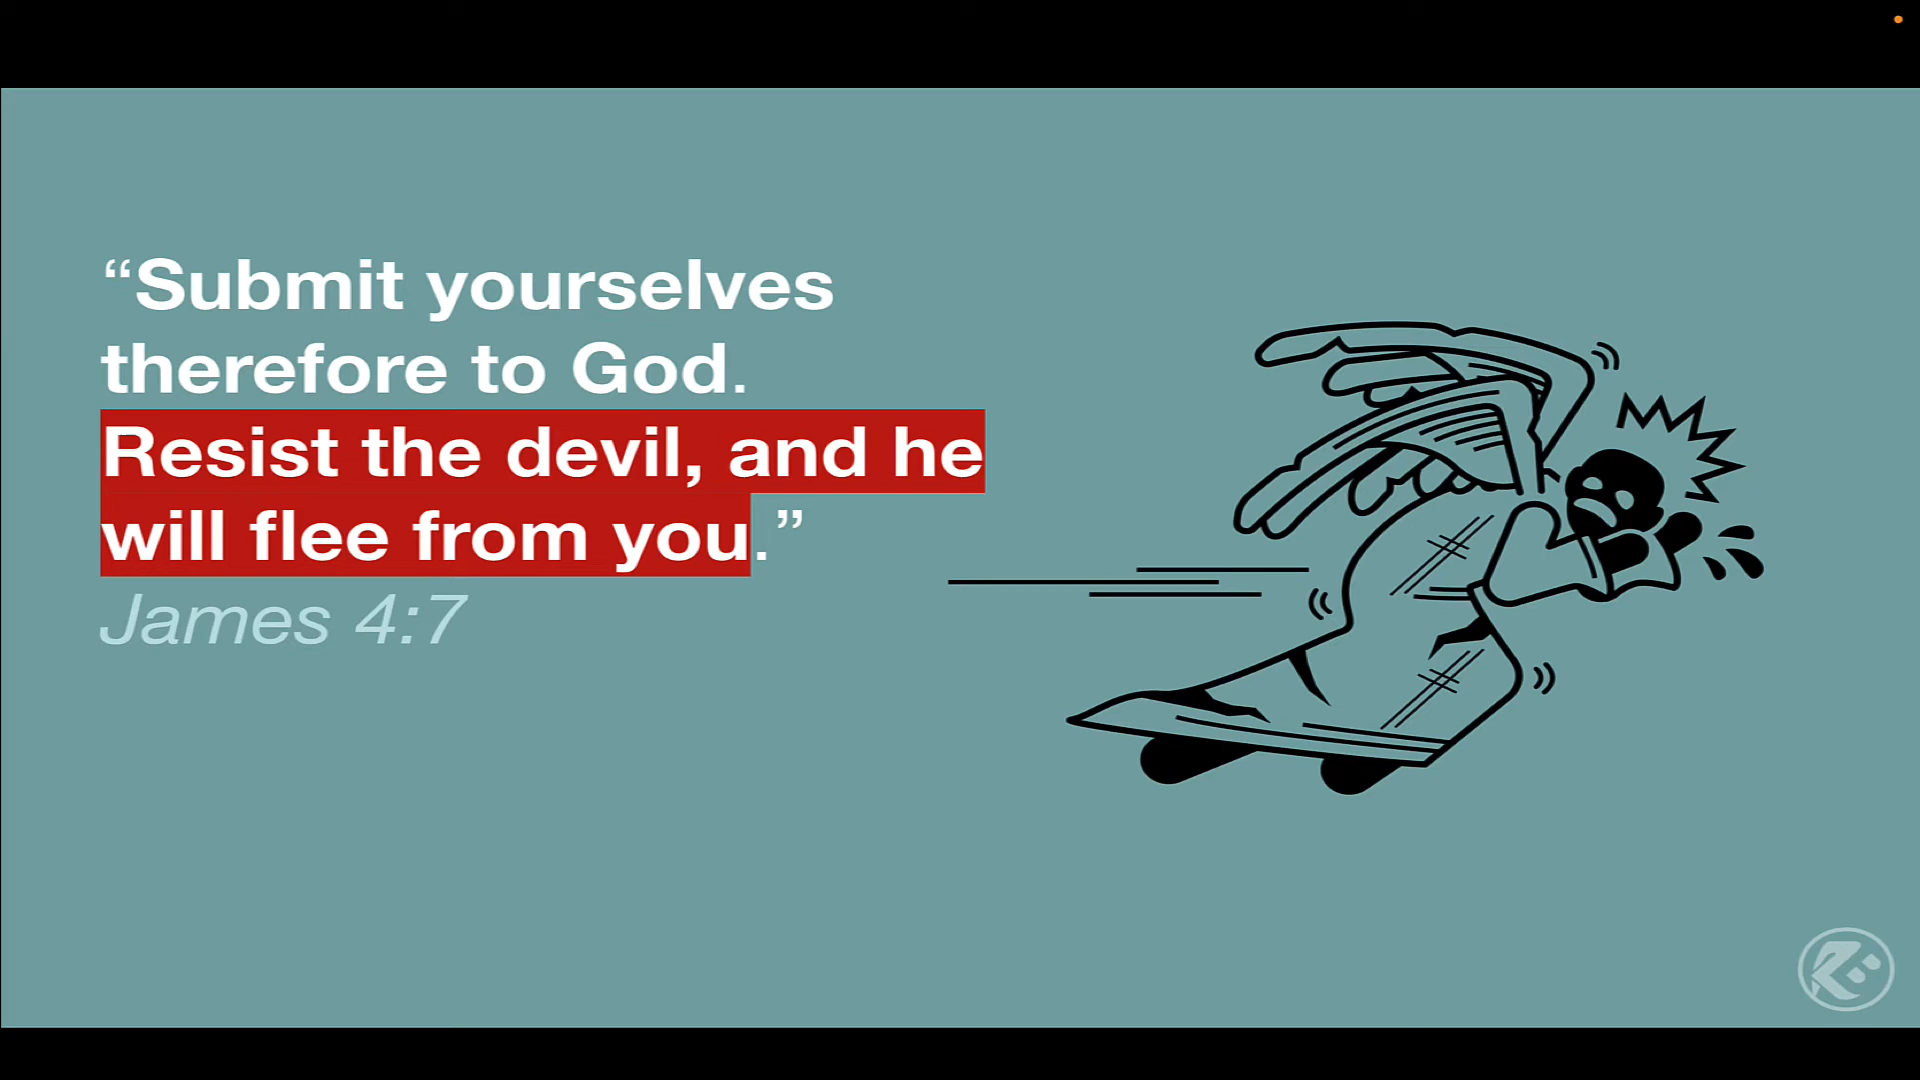 “Submit yourselves
therefore to God.
Resist the devil, and he
will flee from you.”
James 4:7